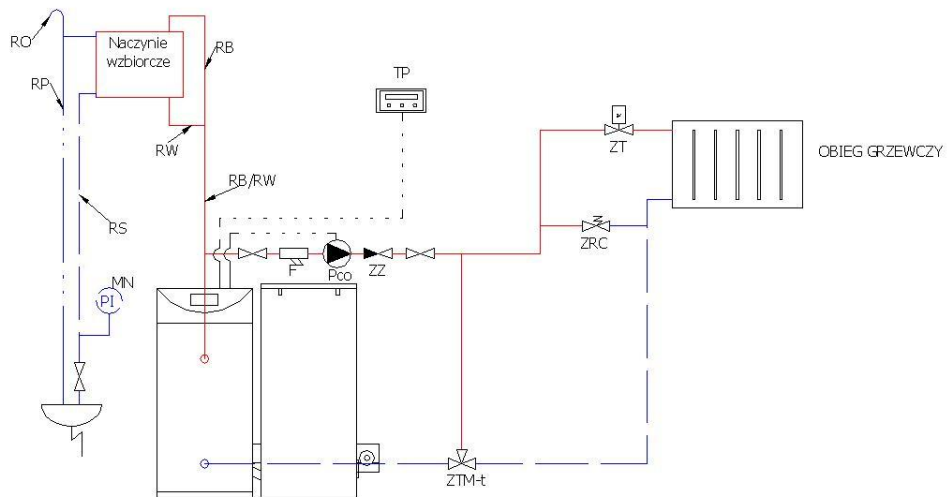 RO
Naczynie
wzbiorcze
RB
RP
TP
RW
ZT
OBIEG GRZEWCZY
RB/RW
RS
ZRC
MN
PI
F
Pco
ZZ
ZTM-t